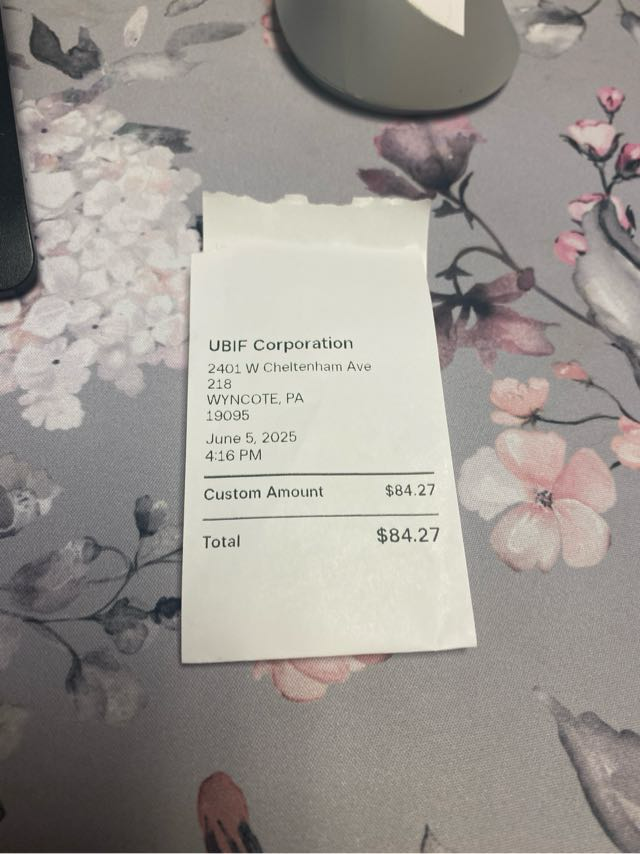 UBIF Corporation
2401 W Cheltenham Ave
218
WYNCOTE, PA
19095
June 5, 2025
4:16 PM
Custom Amount $84.27
Total $84.27